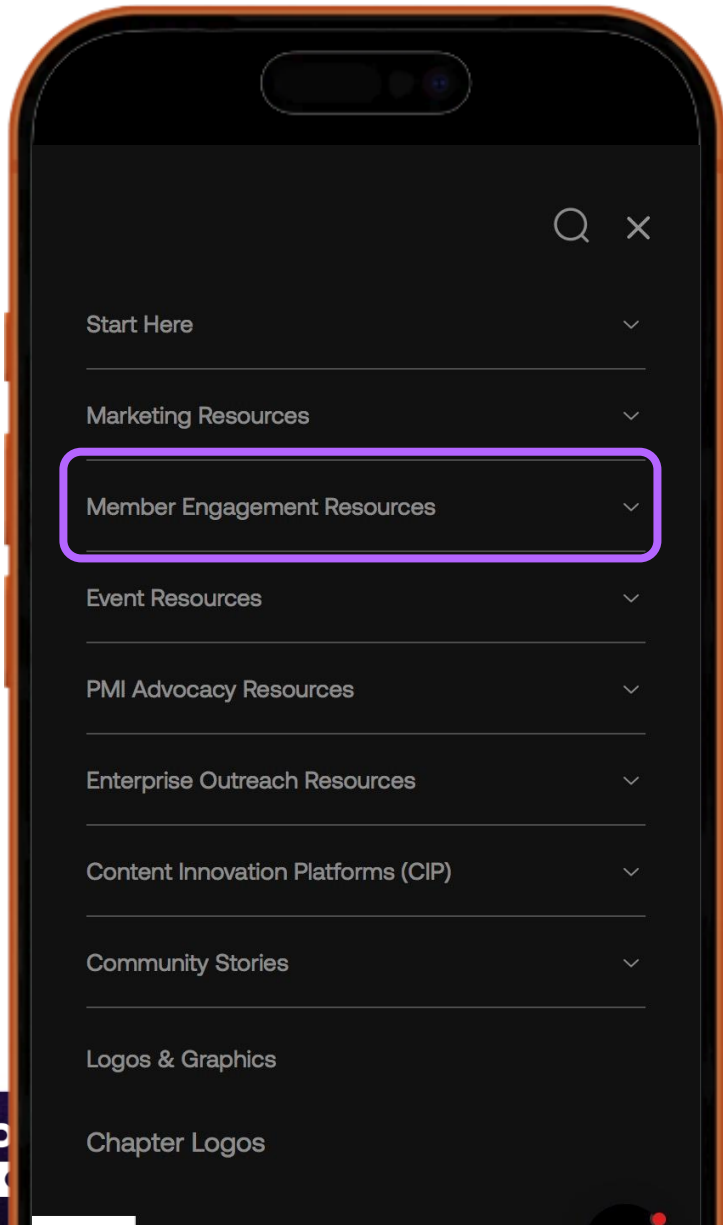 Start Here
Marketing Resources
Member Engagement Resources
Event Resources
PMI Advocacy Resources
Enterprise Outreach Resources
Content Innovation Platforms (CIP)
Community Stories
Logos & Graphics
Chapter Logos